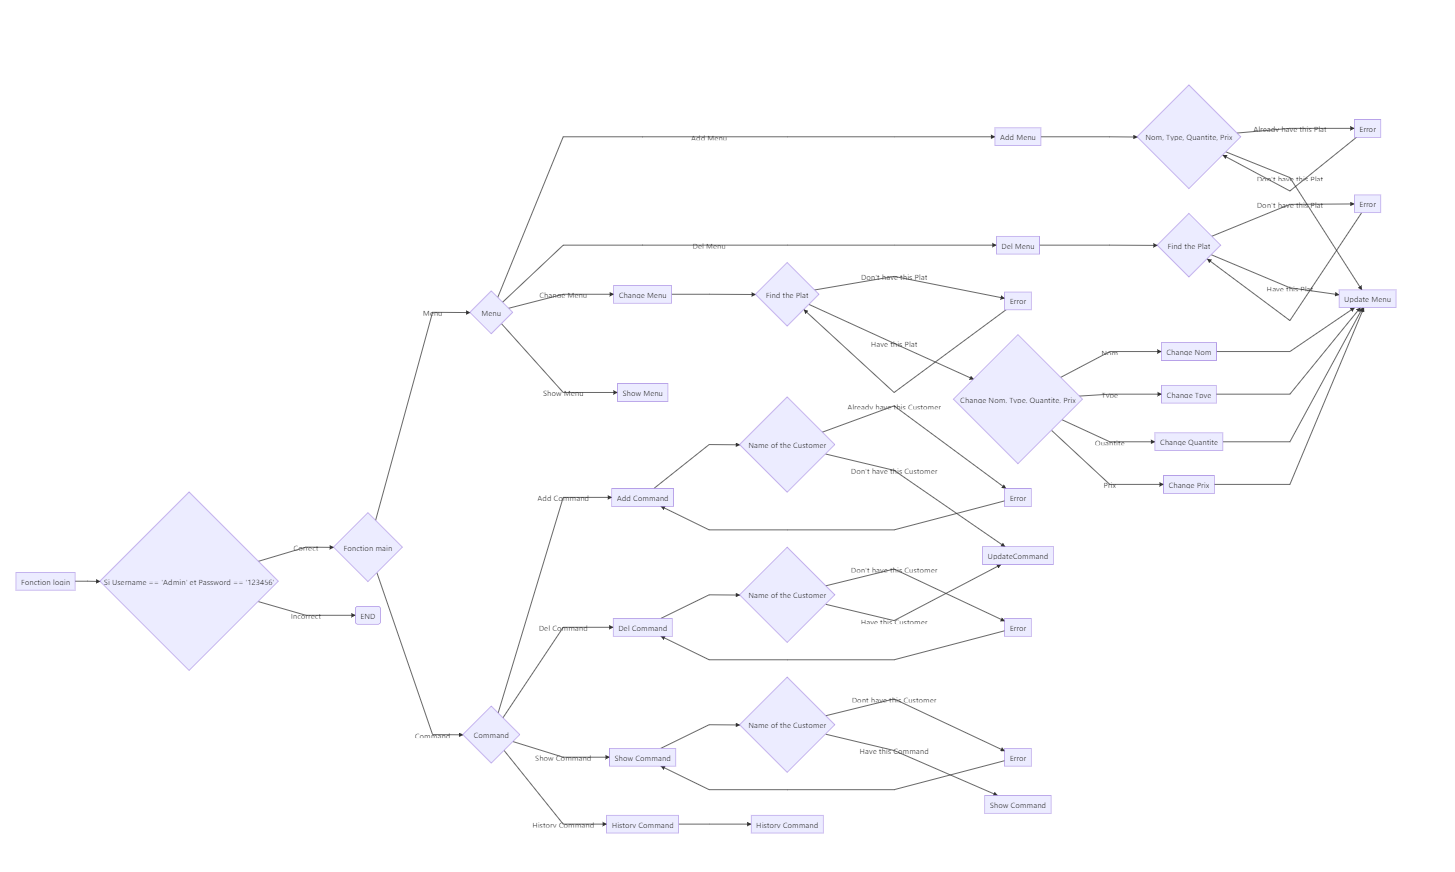 Add Menu
Add Menu
Nom, Type, Quantite, Prix
Already have this Plat
Error
Don't have this Plat
Don't have this Plat
Error
Del Menu
Del Menu
Find the Plat
Have this Plat
Update Menu
Menu
Menu
Change Menu
Change Menu
Find the Plat
Don't have this Plat
Error
Have this Plat
Show Menu
Show Menu
Change Nom, Type, Quantite, Prix
Nom
Change Nom
Type
Change Type
Quantite
Change Quantite
Prix
Change Prix
Already have this Customer
Name of the Customer
Don't have this Customer
Add Command
Add Command
Error
Fonction login
Si Username == 'Admin' et Password == '123456'
Correct
Fonction main
Incorrect
END
UpdateCommand
Don't have this Customer
Name of the Customer
Have this Customer
Del Command
Del Command
Error
Command
Command
Dont have this Customer
Name of the Customer
Have this Command
Show Command
Show Command
Error
Show Command
History Command
History Command
History Command